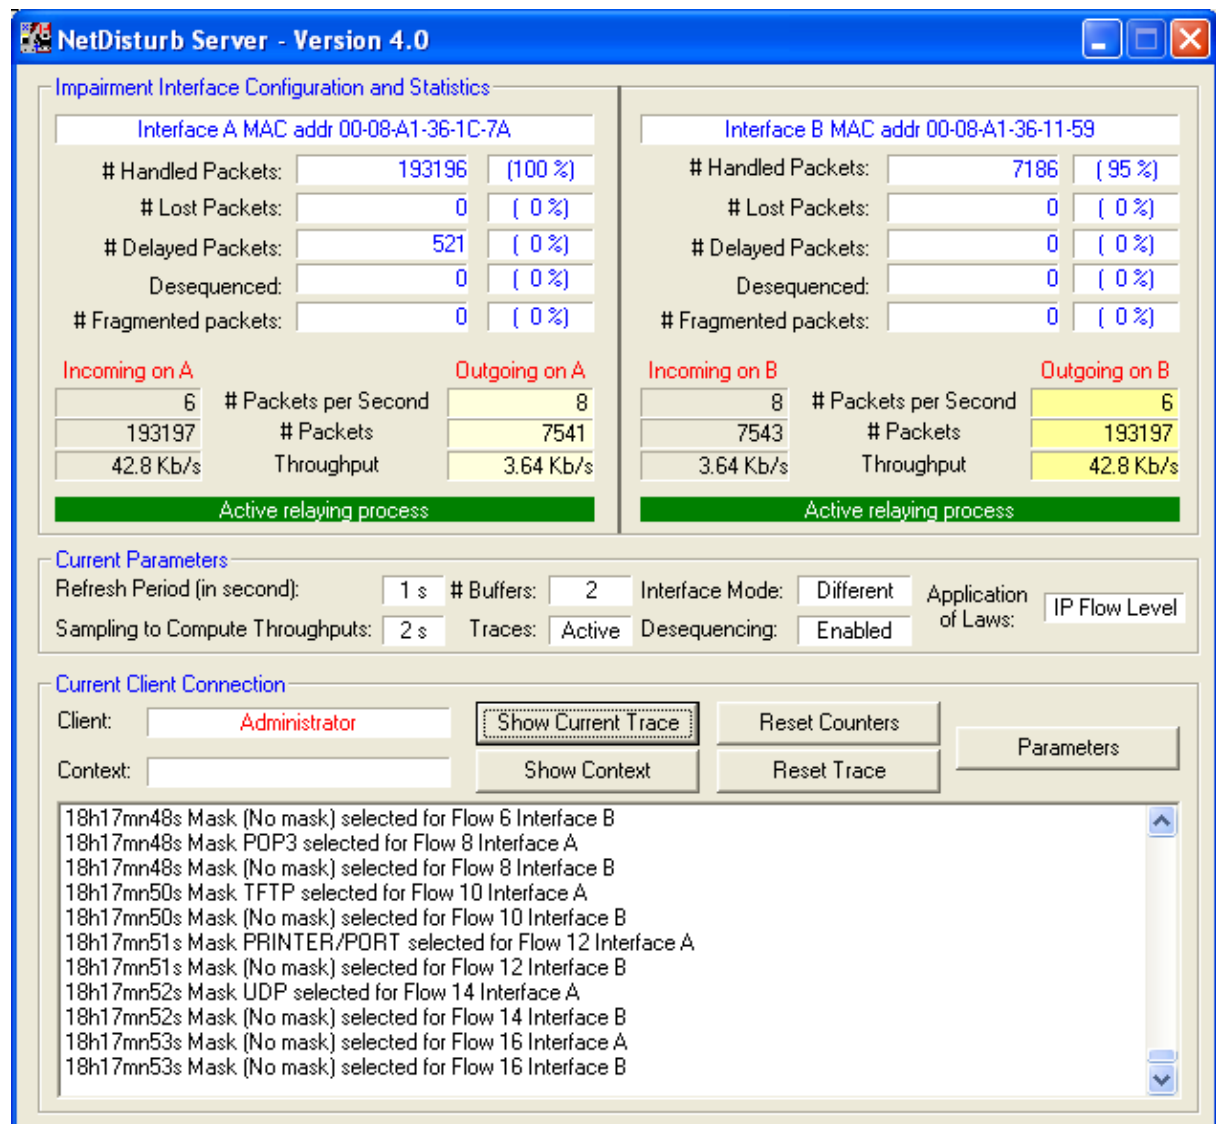 NetDisturb Server - Version 4.0
Impairment Interface Configuration and Statistics
Interface A MAC addr 00-08-A1-36-1C-7A
# Handled Packets: 193196 (100 %)
# Lost Packets: 0 ( 0 %)
# Delayed Packets: 521 ( 0 %)
Desequenced: 0 ( 0 %)
# Fragmented packets: 0 ( 0 %)
Incoming on A Outgoing on A
6 # Packets per Second 8
193197 # Packets 7541
42.8 Kb/s Throughput 3.64 Kb/s
Active relaying process
Interface B MAC addr 00-08-A1-36-11-59
# Handled Packets: 7186 ( 95 %)
# Lost Packets: 0 ( 0 %)
# Delayed Packets: 0 ( 0 %)
Desequenced: 0 ( 0 %)
# Fragmented packets: 0 ( 0 %)
Incoming on B Outgoing on B
8 # Packets per Second 6
7543 # Packets 193197
3.64 Kb/s Throughput 42.8 Kb/s
Active relaying process
Current Parameters
Refresh Period (in second): 1 s # Buffers: 2 Interface Mode: Different
Sampling to Compute Throughputs: 2 s Traces: Active Desequencing: Enabled
Application
of Laws: IP Flow Level
Current Client Connection
Client: Administrator Show Current Trace Reset Counters
Parameters
Context: Show Context Reset Trace
18h17mn48s Mask (No mask) selected for Flow 6 Interface B
18h17mn48s Mask POP3 selected for Flow 8 Interface A
18h17mn48s Mask (No mask) selected for Flow 8 Interface B
18h17mn50s Mask TFTP selected for Flow 10 Interface A
18h17mn50s Mask (No mask) selected for Flow 10 Interface B
18h17mn51s Mask PRINTER/PORT selected for Flow 12 Interface A
18h17mn51s Mask (No mask) selected for Flow 12 Interface B
18h17mn52s Mask UDP selected for Flow 14 Interface A
18h17mn52s Mask (No mask) selected for Flow 14 Interface B
18h17mn53s Mask (No mask) selected for Flow 16 Interface A
18h17mn53s Mask (No mask) selected for Flow 16 Interface B